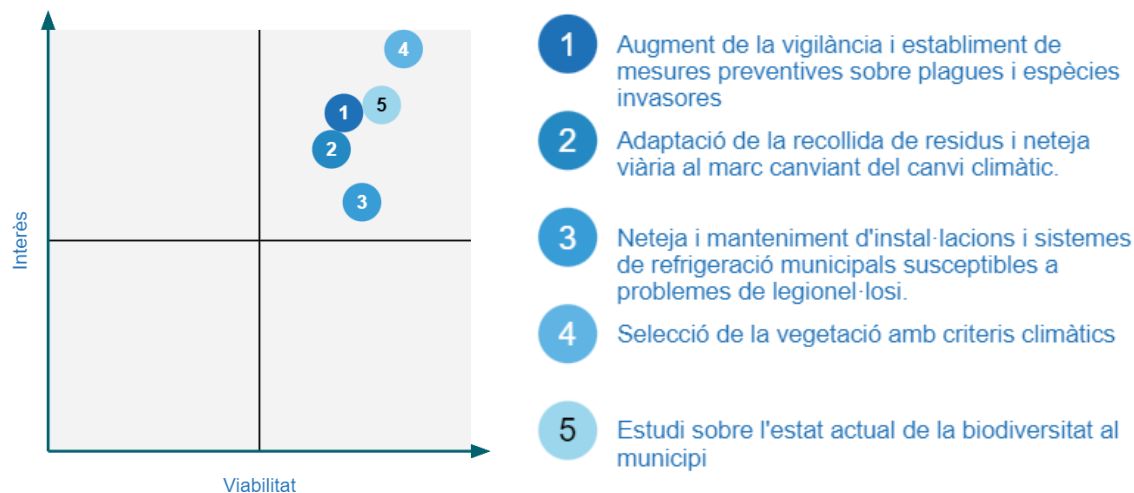 4
5
1
2
3
Interès
Viabilitat
1
Augment de la vigilància i establiment de
mesures preventives sobre plagues i espècies
invasores
2
Adaptació de la recollida de residus i neteja
viària al marc canviant del canvi climàtic.
3
Neteja i manteniment d'instal·lacions i sistemes
de refrigeració municipals susceptibles a
problemes de legionel·losi.
4
Selecció de la vegetació amb criteris climàtics
5
Estudi sobre l'estat actual de la biodiversitat al
municipi